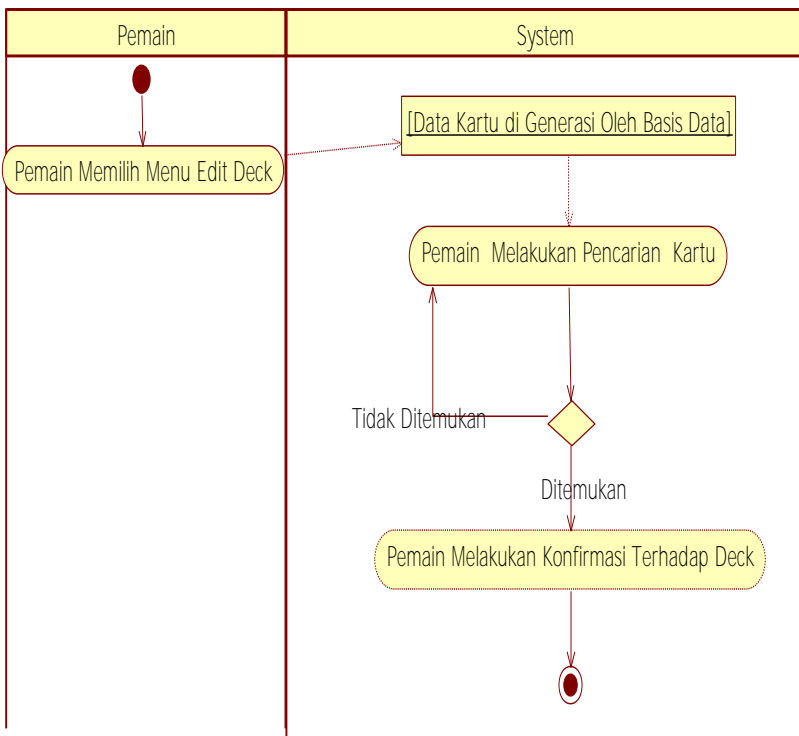 Pemain
System
[Data Kartu di Generasi Oleh Basis Data]
Pemain Memilih Menu Edit Deck
Pemain Melakukan Pencarian Kartu
Tidak Ditemukan
Ditemukan
Pemain Melakukan Konfirmasi Terhadap Deck